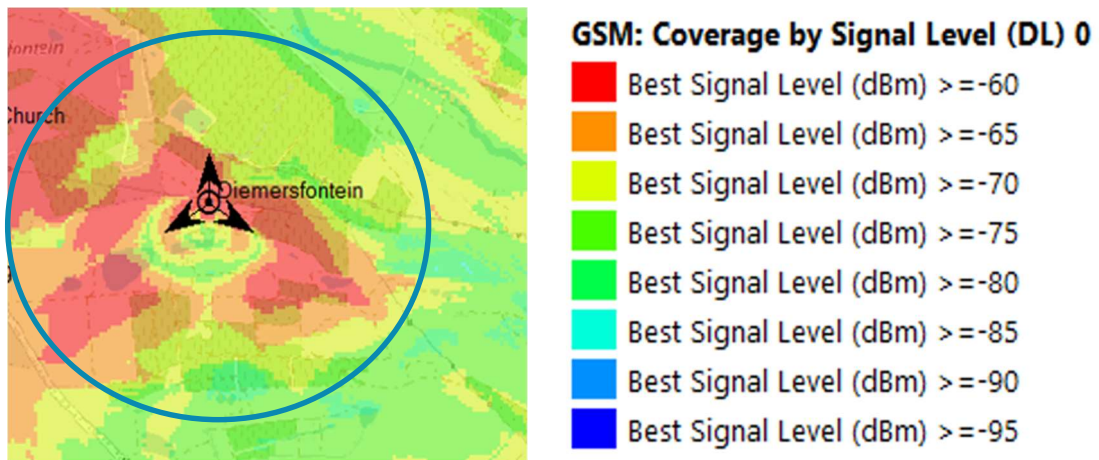 Church
Diemersfontein
GSM: Coverage by Signal Level (DL) 0
Best Signal Level (dBm) >=-60
Best Signal Level (dBm) >=-65
Best Signal Level (dBm) >=-70
Best Signal Level (dBm) >=-75
Best Signal Level (dBm) >=-80
Best Signal Level (dBm) >=-85
Best Signal Level (dBm) >=-90
Best Signal Level (dBm) >=-95